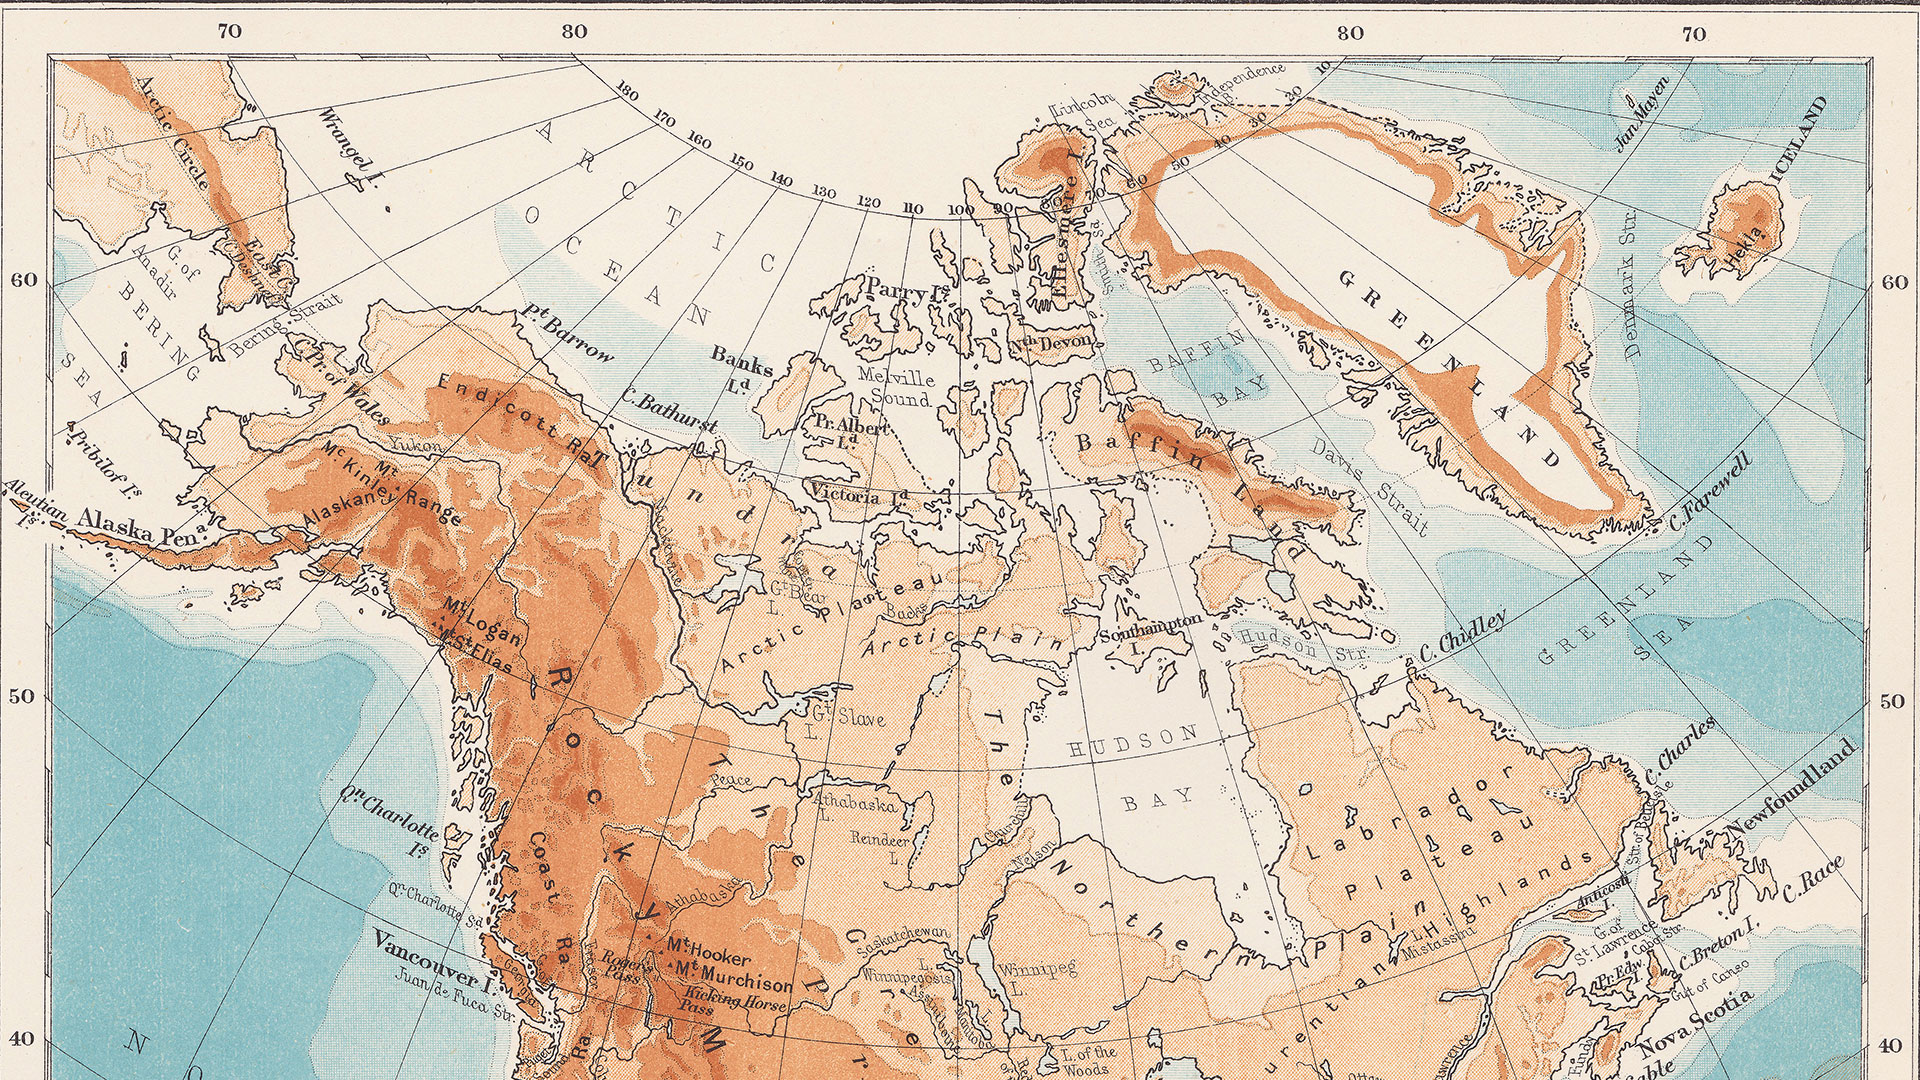 70
80
80
70
60
50
40
60
50
40
180
170
160
150
140
130
120
110
100
90
80
70
60
50
40
30
20
10
Arctic Circle
Wrangel I.
ARCTIC
OCEAN
Lincoln
Sea
Independence
B.
Jan Mayen
ICELAND
Hekla
Denmark Str.
GREENLAND
Ellesmere I.
Smith Sd.
G. of
Anadir
East C.
C. Deshnev
BERING
SEA
Bering Strait
C. Pr. of Wales
Pt Barrow
C. Bathurst
Banks
Ld.
Parry Is
Nth Devon
Melville
Sound
Pr. Albert
Ld
Victoria Ld
BAFFIN
BAY
Baffin Land
Davis Strait
C. Farewell
GREENLAND
SEA
Pribilof Is
Aleutian
Is
Alaska Pena.
Yukon
Endicott Ra.
Mt
McKinley
Alaskan Range
Mt Logan
Mt St Elias
Mackenzie
Tundra
Gt Bear
L.
Arctic Plateau
Backs
Arctic Plain
Southampton
I.
Hudson Str.
C. Chidley
Gt Slave
L.
HUDSON
BAY
Rocky M
Peace
Athabaska
L.
Reindeer
L.
Churchill
Nelson
The
The
Labrador
Plateau
C. Charles
Str. of Belleisle
Newfoundland
C. Race
Qn Charlotte
Is
Qn Charlotte Sd
Coast Ra
Athabaska
Vancouver I.
Juan de Fuca Str.
Georgia
Fraser
Rogers
Pass
Mt Hooker
Mt Murchison
Kicking Horse
Pass
Saskatchewan
L.
Winnipegosis
Assiniboine
L. Manitoba
Winnipeg
L.
Great P
Northern Plain
Highlands
L.
Mistassini
Laurentian
Anticosti
I.
G. of
St Lawrence
Cabot Str.
Pr. Edw. I.
C. Breton I.
Gut of Canso
Nova Scotia
Fundy
Sable
L. of the
Woods
Ra
N
O